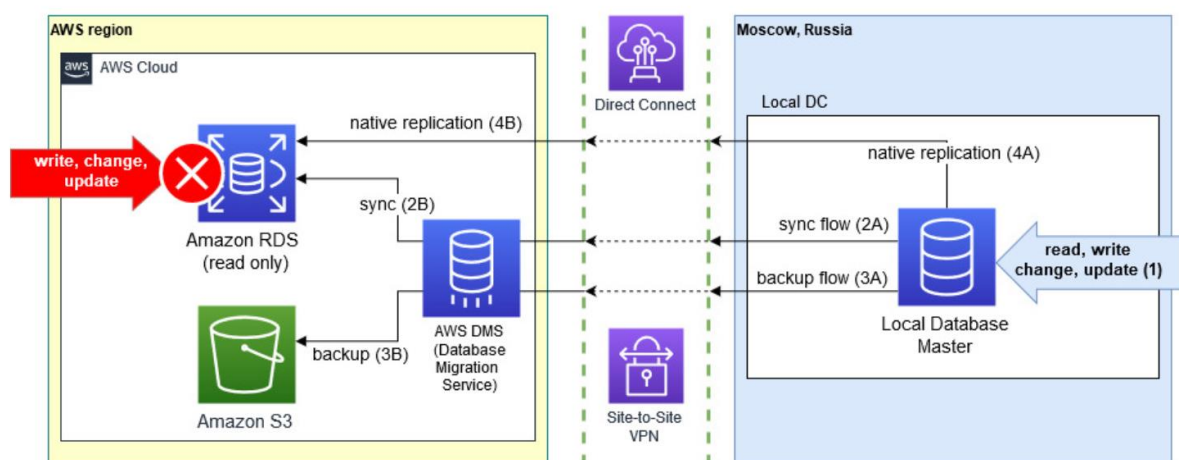 AWS region
aws
AWS Cloud
write, change,
update
native replication (4B)
sync (2B)
Amazon RDS
(read only)
backup (3B)
Amazon S3
AWS DMS
(Database
Migration
Service)
Direct Connect
Site-to-Site
VPN
Moscow, Russia
Local DC
native replication (4A)
sync flow (2A)
backup flow (3A)
Local Database
Master
read, write
change, update (1)